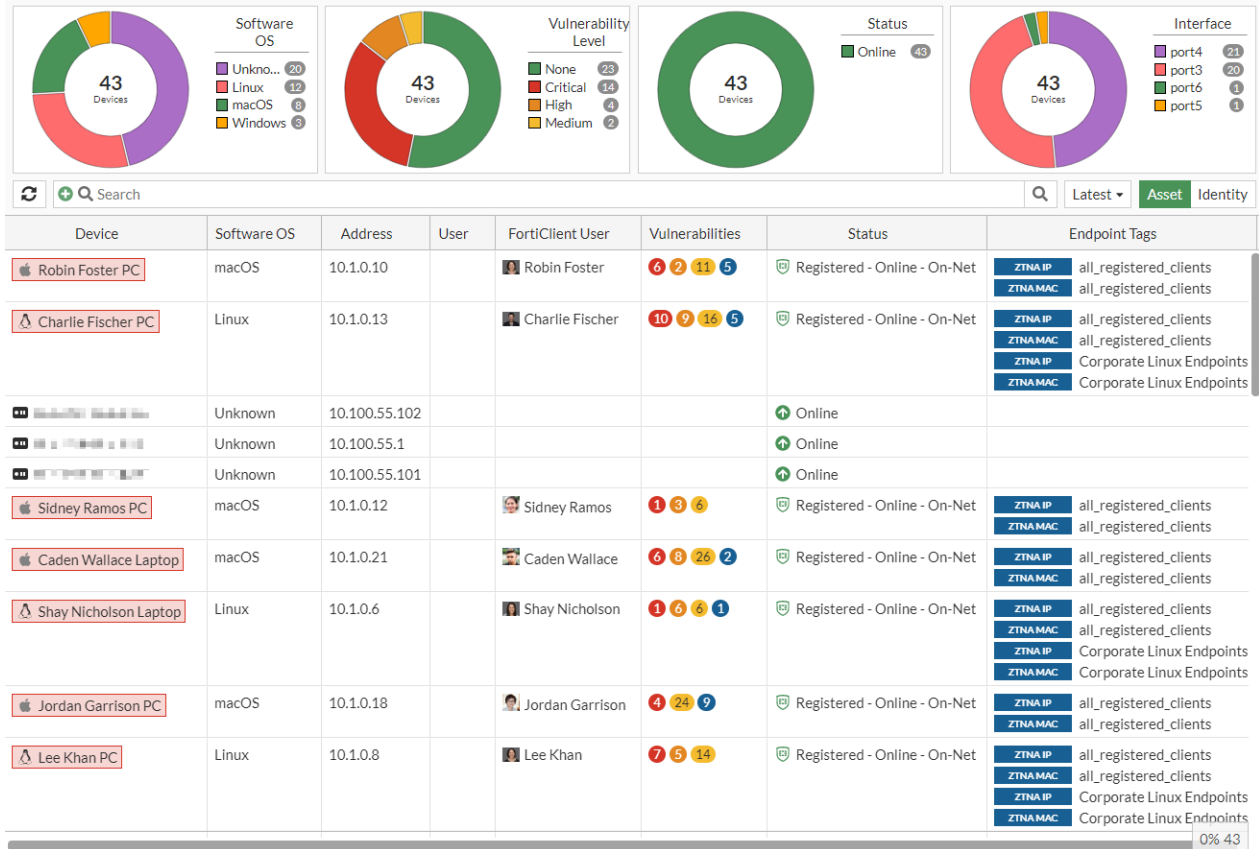 Software OS
43
Devices
Unkno... 20
Linux 12
macOS 8
Windows 3
Vulnerability Level
43
Devices
None 23
Critical 14
High 4
Medium 2
Status
43
Devices
Online 43
Interface
43
Devices
port4 21
port3 20
port6 1
port5 1
Search
Latest
Asset
Identity
Device Software OS Address User FortiClient User Vulnerabilities Status Endpoint Tags
Robin Foster PC macOS 10.1.0.10 Robin Foster 6 2 11 5 Registered - Online - On-Net ZTNA IP all_registered_clients
ZTNA MAC all_registered_clients
Charlie Fischer PC Linux 10.1.0.13 Charlie Fischer 10 9 16 5 Registered - Online - On-Net ZTNA IP all_registered_clients
ZTNA MAC all_registered_clients
ZTNA IP Corporate Linux Endpoints
ZTNA MAC Corporate Linux Endpoints
Unknown 10.100.55.102 Online
Unknown 10.100.55.1 Online
Unknown 10.100.55.101 Online
Sidney Ramos PC macOS 10.1.0.12 Sidney Ramos 1 3 6 Registered - Online - On-Net ZTNA IP all_registered_clients
ZTNA MAC all_registered_clients
Caden Wallace Laptop macOS 10.1.0.21 Caden Wallace 6 8 26 2 Registered - Online - On-Net ZTNA IP all_registered_clients
ZTNA MAC all_registered_clients
Shay Nicholson Laptop Linux 10.1.0.6 Shay Nicholson 1 6 6 1 Registered - Online - On-Net ZTNA IP all_registered_clients
ZTNA MAC all_registered_clients
ZTNA IP Corporate Linux Endpoints
ZTNA MAC Corporate Linux Endpoints
Jordan Garrison PC macOS 10.1.0.18 Jordan Garrison 4 24 9 Registered - Online - On-Net ZTNA IP all_registered_clients
ZTNA MAC all_registered_clients
Lee Khan PC Linux 10.1.0.8 Lee Khan 7 5 14 Registered - Online - On-Net ZTNA IP all_registered_clients
ZTNA MAC all_registered_clients
ZTNA IP Corporate Linux Endpoints
ZTNA MAC Corporate Linux Endpoints
0% 43